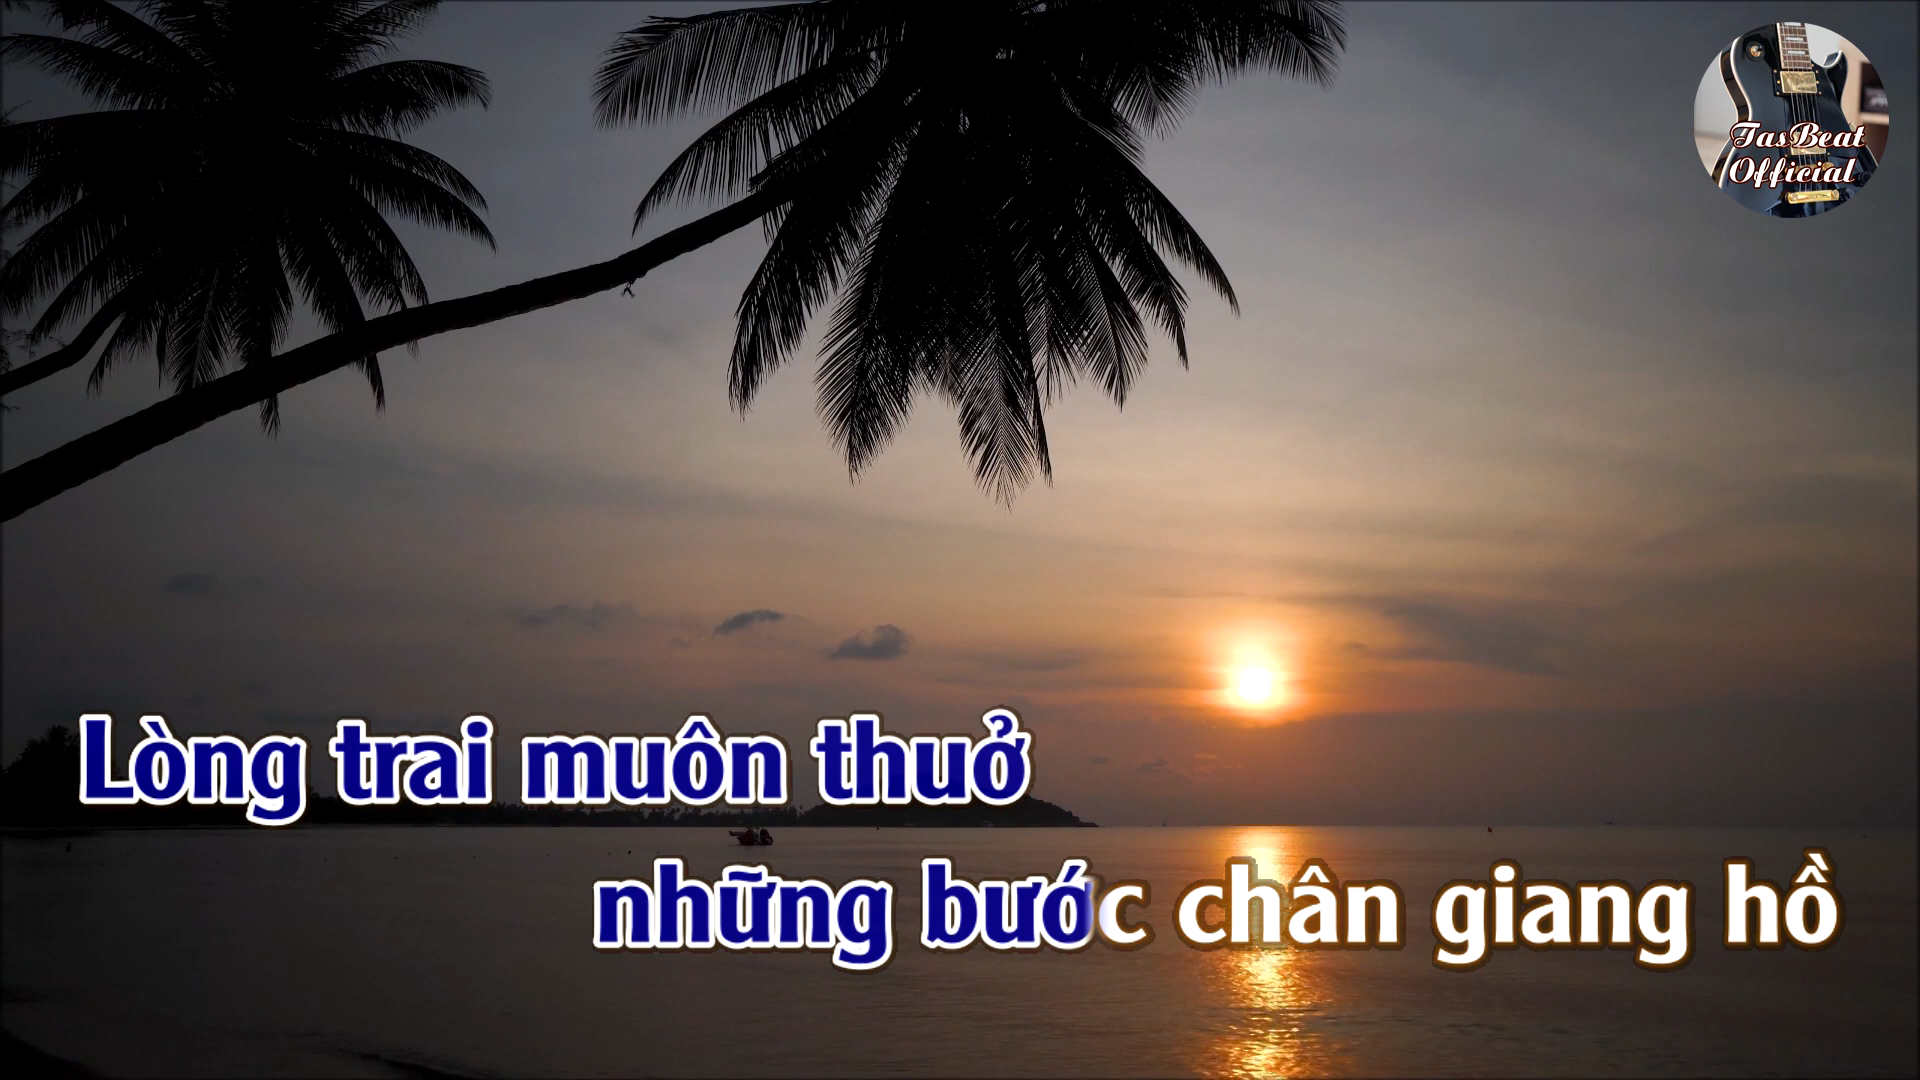 TasBeat
Official
Lòng trai muôn thuở
những bước chân giang hồ